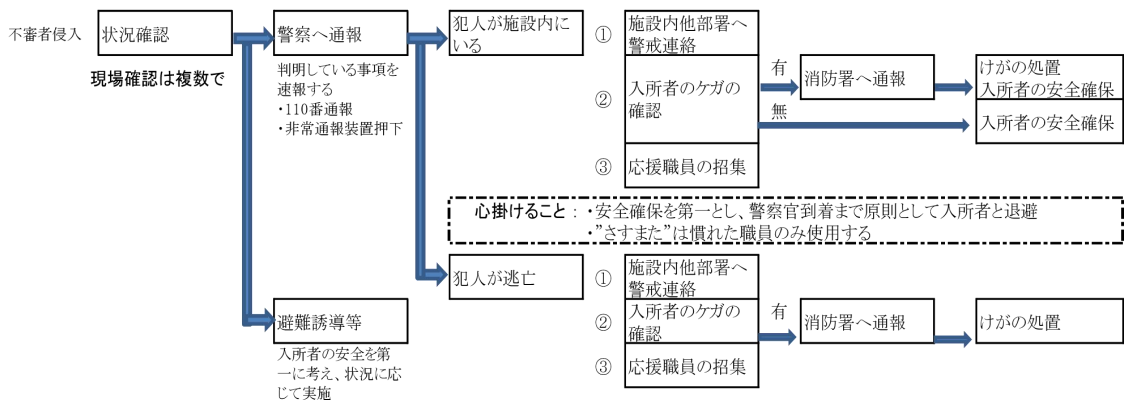 不審者侵入
状況確認
現場確認は複数で
警察へ通報
判明している事項を
速報する
・110番通報
・非常通報装置押下
避難誘導等
入所者の安全を第
一に考え、状況に応
じて実施
犯人が施設内に
いる
①
施設内他部署へ
警戒連絡
②
入所者のケガの
確認
有
消防署へ通報
けがの処置
入所者の安全確保
無
入所者の安全確保
③
応援職員の招集
心掛けること：・安全確保を第一とし、警察官到着まで原則として入所者と退避
・”さすまた”は慣れた職員のみ使用する
犯人が逃亡
①
施設内他部署へ
警戒連絡
②
入所者のケガの
確認
有
消防署へ通報
けがの処置
③
応援職員の招集